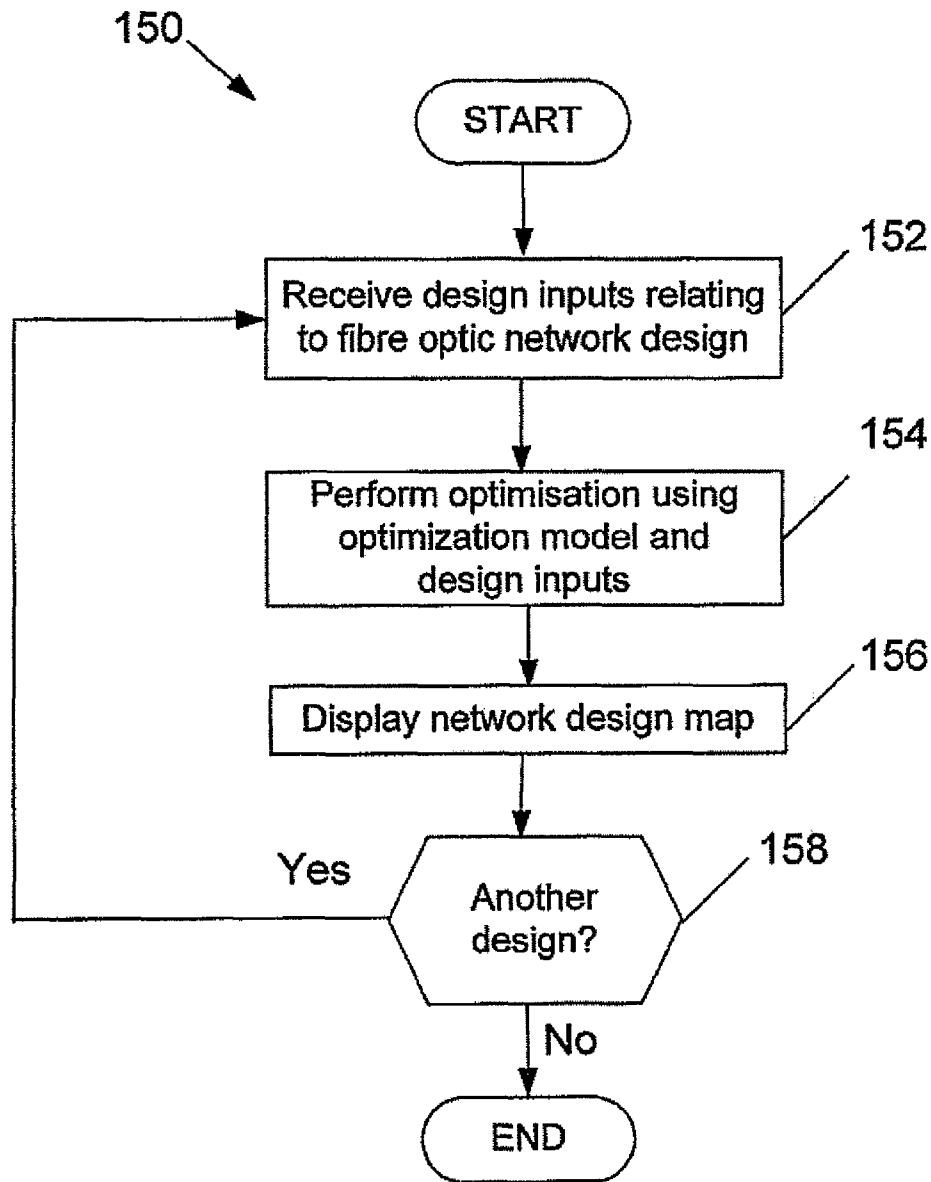 150
START
152
Receive design inputs relating
to fibre optic network design
154
Perform optimisation using
optimization model and
design inputs
156
Display network design map
158
Yes
Another
design?
No
END